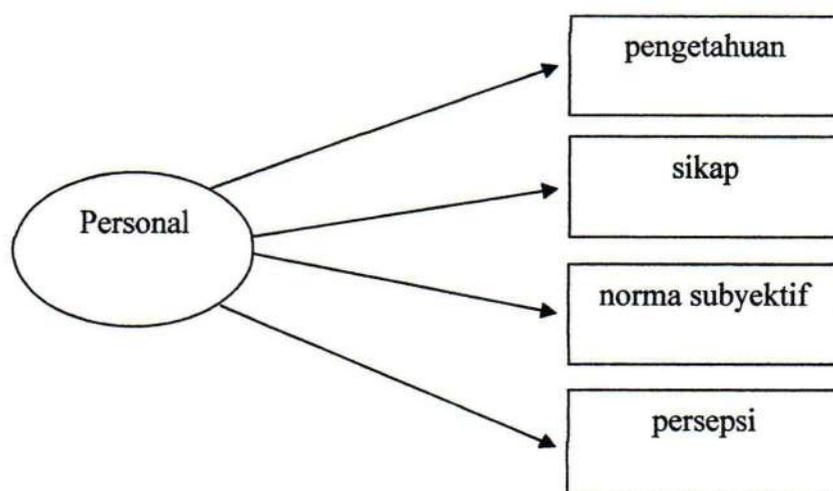 pengetahuan
sikap
Personal
norma subyektif
persepsi